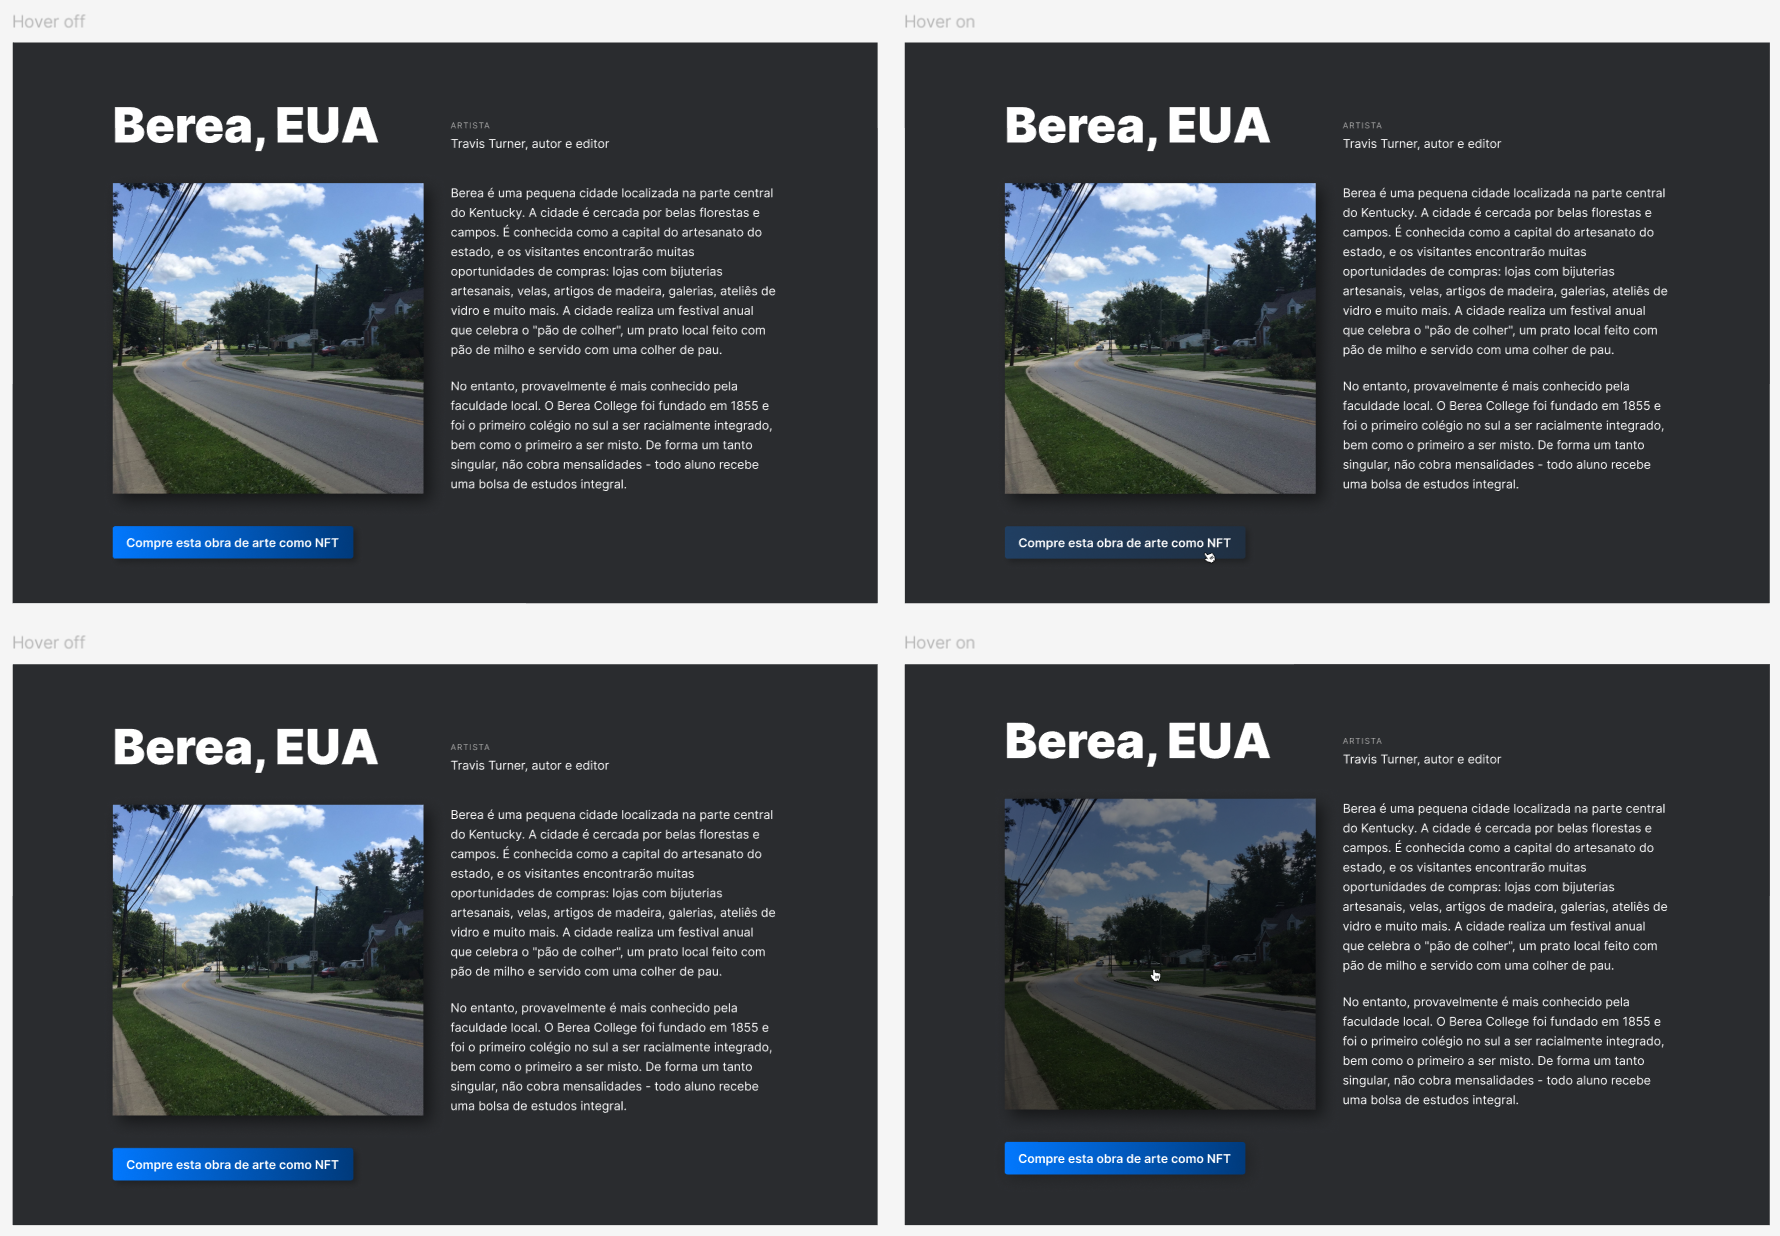 Hover off
Berea, EUA
ARTISTA
Travis Turner, autor e editor
Berea é uma pequena cidade localizada na parte central
do Kentucky. A cidade é cercada por belas florestas e
campos. É conhecida como a capital do artesanato do
estado, e os visitantes encontrarão muitas
oportunidades de compras: lojas com bijuterias
artesanais, velas, artigos de madeira, galerias, ateliês de
vidro e muito mais. A cidade realiza um festival anual
que celebra o "pão de colher", um prato local feito com
pão de milho e servido com uma colher de pau.
No entanto, provavelmente é mais conhecido pela
faculdade local. O Berea College foi fundado em 1855 e
foi o primeiro colégio no sul a ser racialmente integrado,
bem como o primeiro a ser misto. De forma um tanto
singular, não cobra mensalidades - todo aluno recebe
uma bolsa de estudos integral.
Compre esta obra de arte como NFT
Hover on
Berea, EUA
ARTISTA
Travis Turner, autor e editor
Berea é uma pequena cidade localizada na parte central
do Kentucky. A cidade é cercada por belas florestas e
campos. É conhecida como a capital do artesanato do
estado, e os visitantes encontrarão muitas
oportunidades de compras: lojas com bijuterias
artesanais, velas, artigos de madeira, galerias, ateliês de
vidro e muito mais. A cidade realiza um festival anual
que celebra o "pão de colher", um prato local feito com
pão de milho e servido com uma colher de pau.
No entanto, provavelmente é mais conhecido pela
faculdade local. O Berea College foi fundado em 1855 e
foi o primeiro colégio no sul a ser racialmente integrado,
bem como o primeiro a ser misto. De forma um tanto
singular, não cobra mensalidades - todo aluno recebe
uma bolsa de estudos integral.
Compre esta obra de arte como NFT
Hover off
Berea, EUA
ARTISTA
Travis Turner, autor e editor
Berea é uma pequena cidade localizada na parte central
do Kentucky. A cidade é cercada por belas florestas e
campos. É conhecida como a capital do artesanato do
estado, e os visitantes encontrarão muitas
oportunidades de compras: lojas com bijuterias
artesanais, velas, artigos de madeira, galerias, ateliês de
vidro e muito mais. A cidade realiza um festival anual
que celebra o "pão de colher", um prato local feito com
pão de milho e servido com uma colher de pau.
No entanto, provavelmente é mais conhecido pela
faculdade local. O Berea College foi fundado em 1855 e
foi o primeiro colégio no sul a ser racialmente integrado,
bem como o primeiro a ser misto. De forma um tanto
singular, não cobra mensalidades - todo aluno recebe
uma bolsa de estudos integral.
Compre esta obra de arte como NFT
Hover on
Berea, EUA
ARTISTA
Travis Turner, autor e editor
Berea é uma pequena cidade localizada na parte central
do Kentucky. A cidade é cercada por belas florestas e
campos. É conhecida como a capital do artesanato do
estado, e os visitantes encontrarão muitas
oportunidades de compras: lojas com bijuterias
artesanais, velas, artigos de madeira, galerias, ateliês de
vidro e muito mais. A cidade realiza um festival anual
que celebra o "pão de colher", um prato local feito com
pão de milho e servido com uma colher de pau.
No entanto, provavelmente é mais conhecido pela
faculdade local. O Berea College foi fundado em 1855 e
foi o primeiro colégio no sul a ser racialmente integrado,
bem como o primeiro a ser misto. De forma um tanto
singular, não cobra mensalidades - todo aluno recebe
uma bolsa de estudos integral.
Compre esta obra de arte como NFT